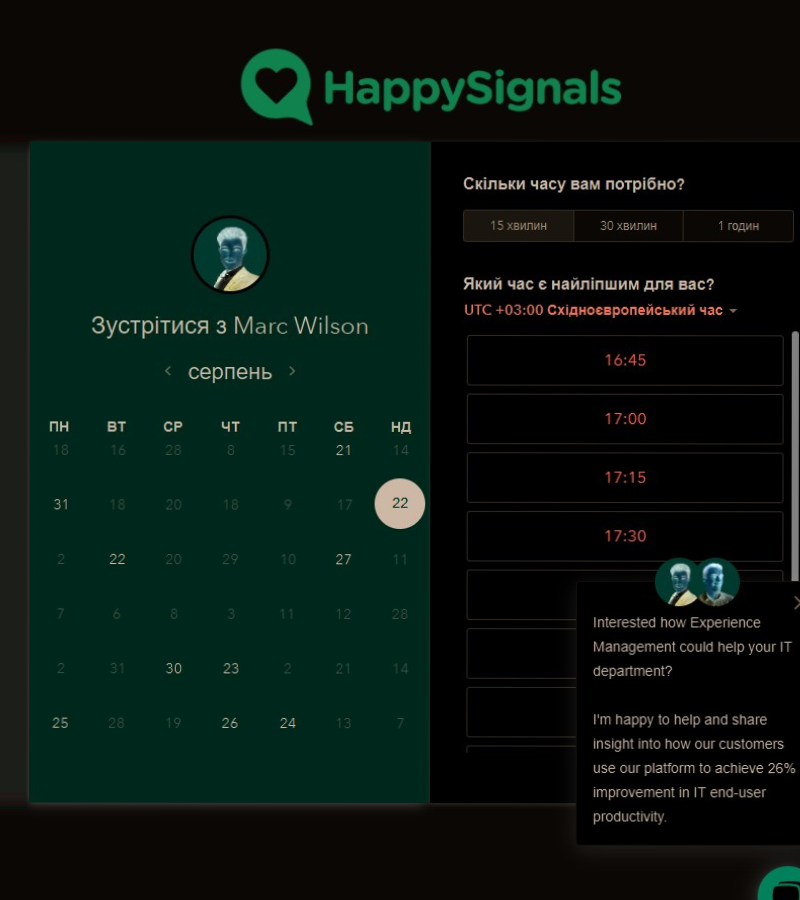 HappySignals
Зустрітися з Marc Wilson
серпень
ПН ВТ СР ЧТ ПТ СБ НД
18 16 28 8 15 21 14
31 18 20 18 9 17 22
2 22 20 29 10 27 11
7 6 8 3 11 12 28
2 31 30 23 2 21 14
25 28 19 26 24 13 7
Скільки часу вам потрібно?
15 хвилин 30 хвилин 1 годин
Який час є найліпшим для вас?
UTC +03:00 Східноєвропейський час
16:45
17:00
17:15
17:30
Interested how Experience
Management could help your IT
department?
I'm happy to help and share
insight into how our customers
use our platform to achieve 26%
improvement in IT end-user
productivity.